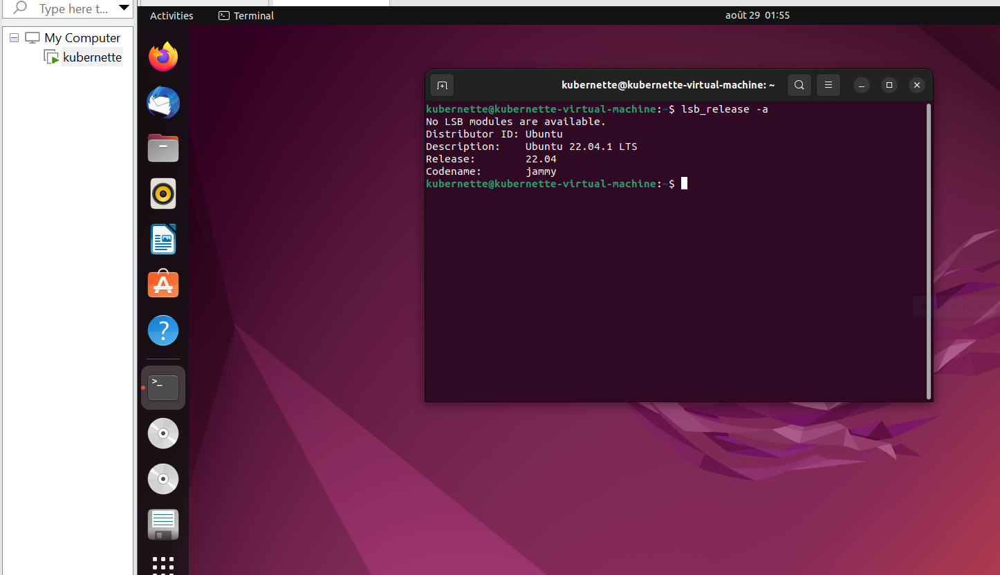 Type here t...
My Computer
kubernette
Activities
Terminal
août 29 01:55
kubernette@kubernette-virtual-machine: ~
kubernette@kubernette-virtual-machine:~$ lsb_release -a
No LSB modules are available.
Distributor ID: Ubuntu
Description: Ubuntu 22.04.1 LTS
Release: 22.04
Codename: jammy
kubernette@kubernette-virtual-machine:~$
Capture